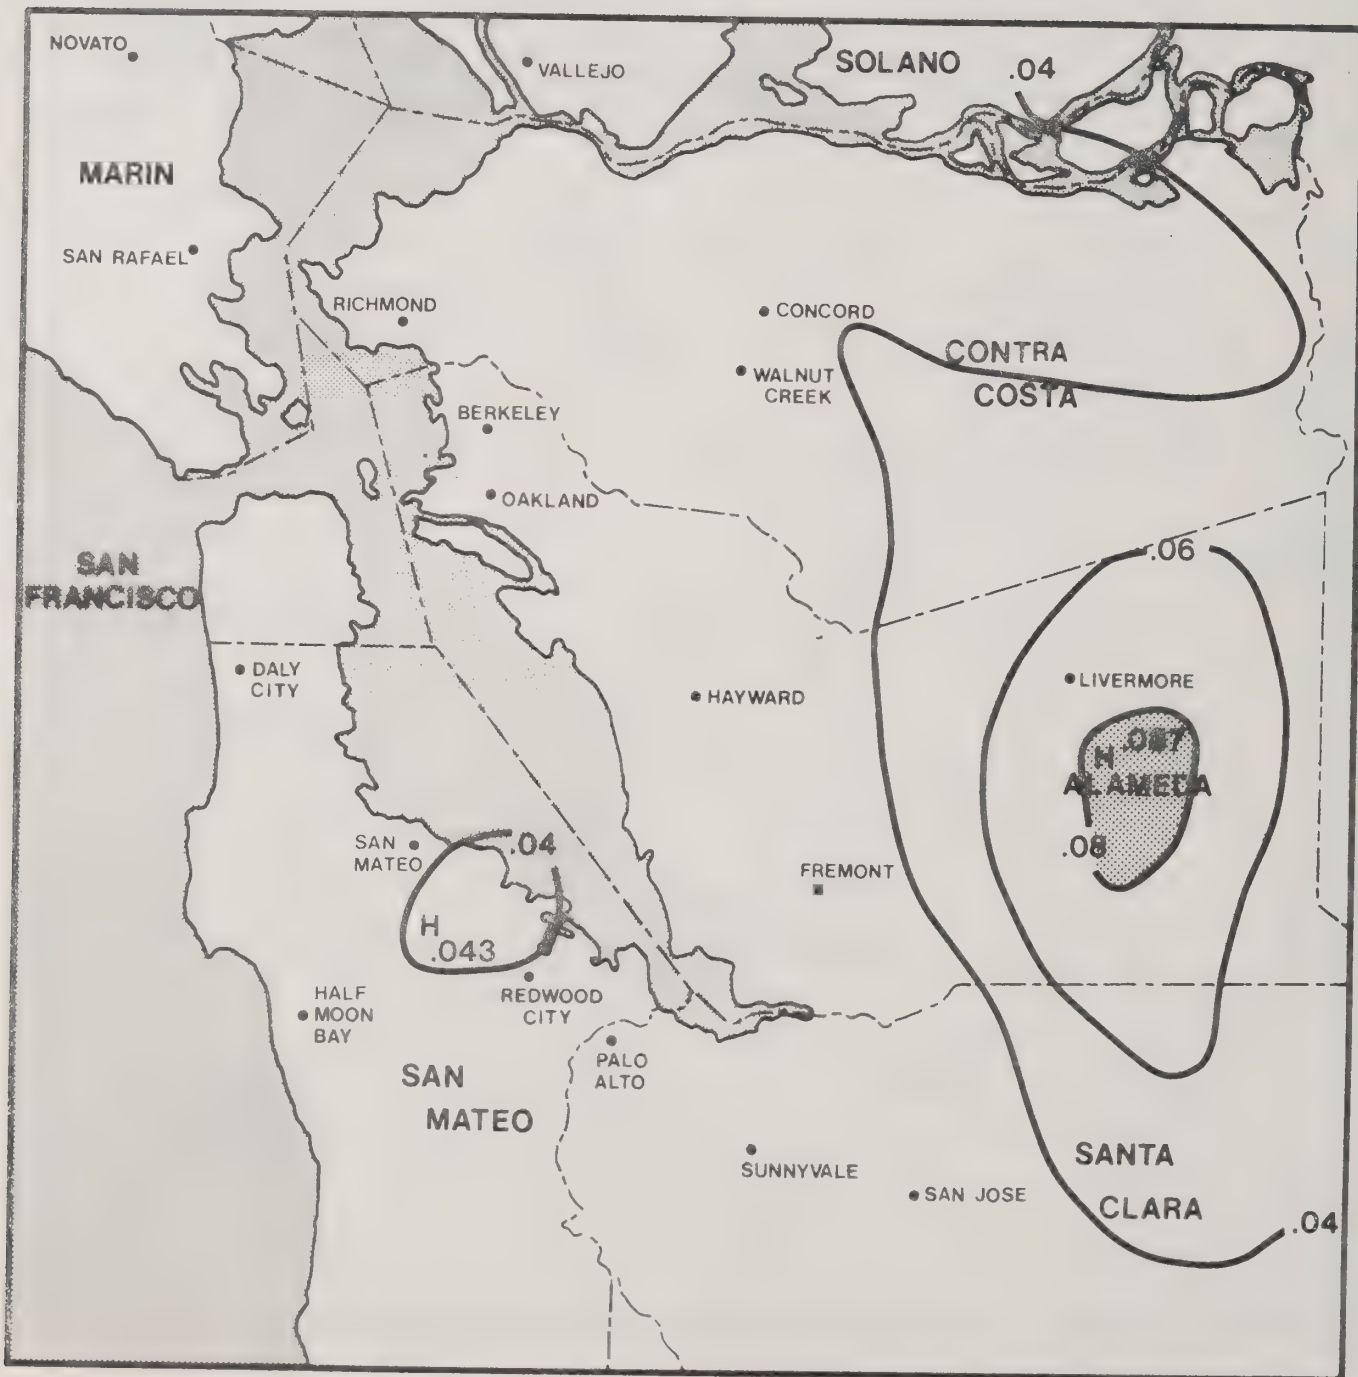 NOVATO
VALLEJO
SOLANO
.04
MARIN
SAN RAFAEL
RICHMOND
CONCORD
CONTRA
COSTA
WALNUT
CREEK
BERKELEY
OAKLAND
SAN
FRANCISCO
.06
DALY
CITY
HAYWARD
LIVERMORE
H .087
ALAMEDA
.08
SAN
MATEO
.04
FREMONT
H
.043
REDWOOD
CITY
HALF
MOON
BAY
PALO
ALTO
SAN
MATEO
SUNNYVALE
SAN JOSE
SANTA
CLARA
.04